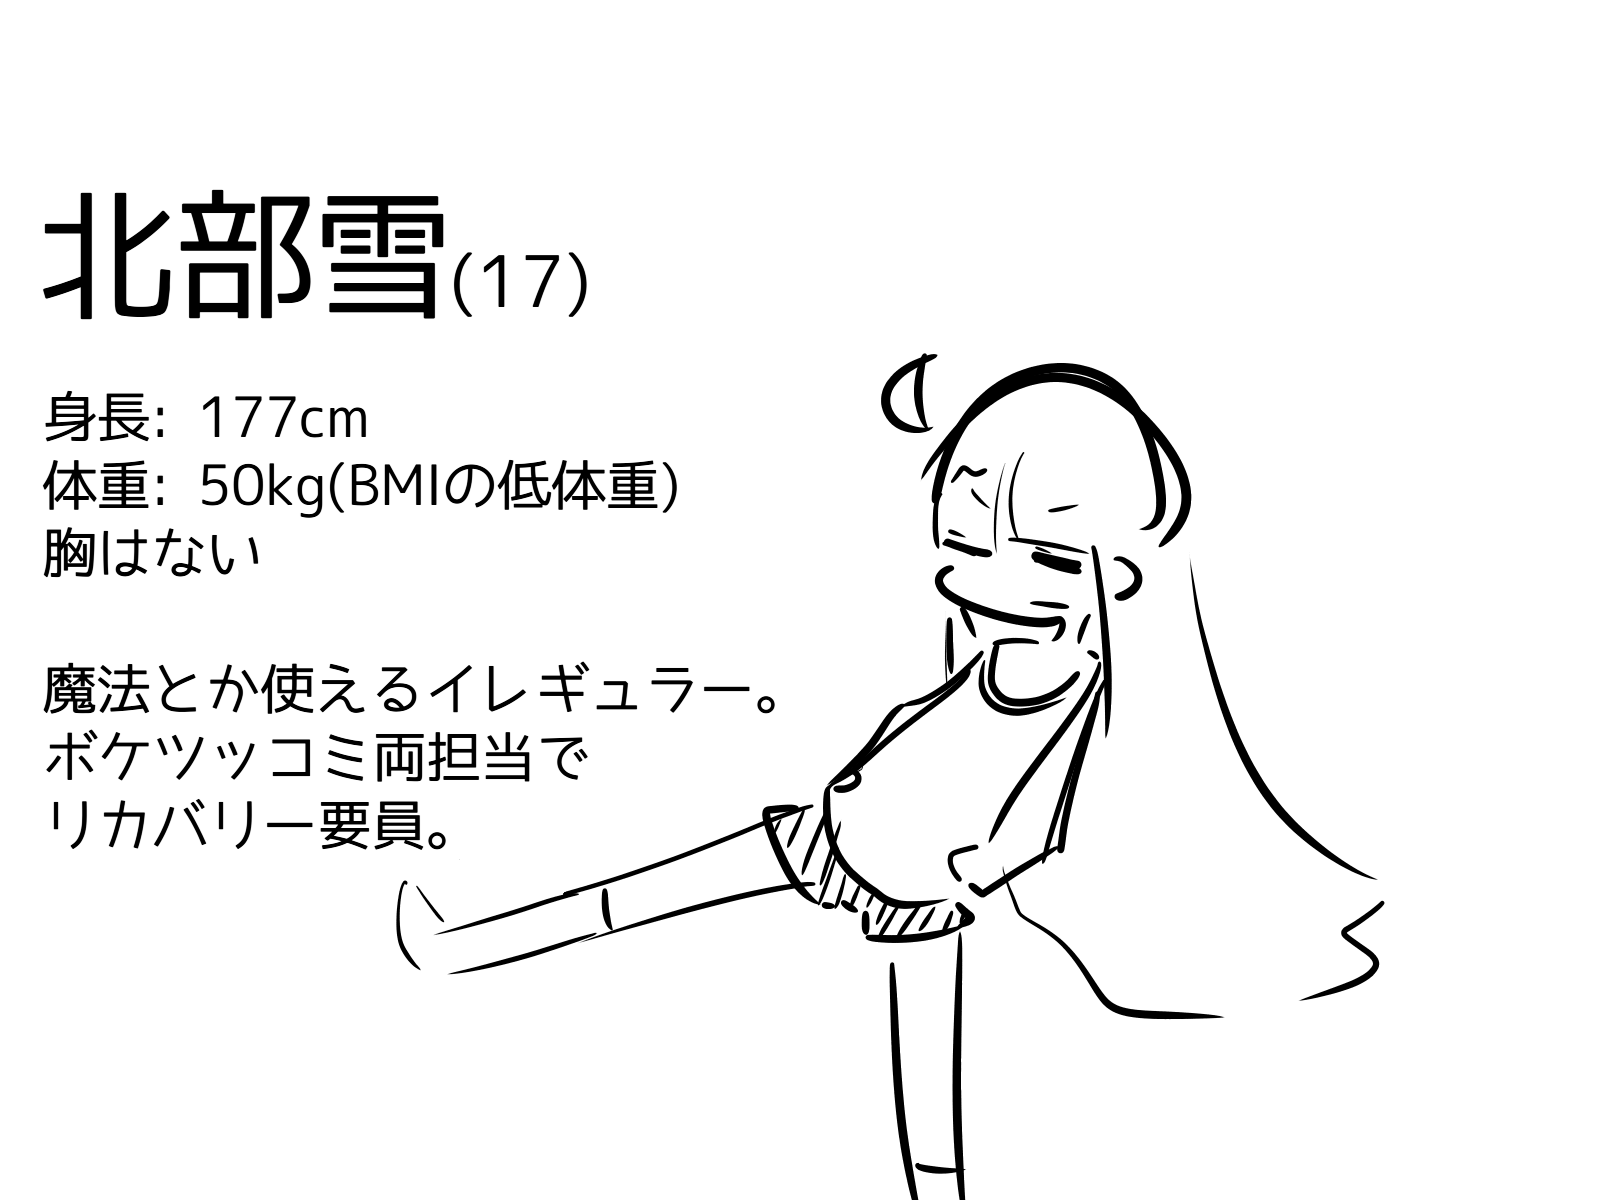 北部雪(17)
身長: 177cm
体重: 50kg(BMIの低体重)
胸はない
魔法とか使えるイレギュラー。
ボケツッコミ両担当で
リカバリー要員。